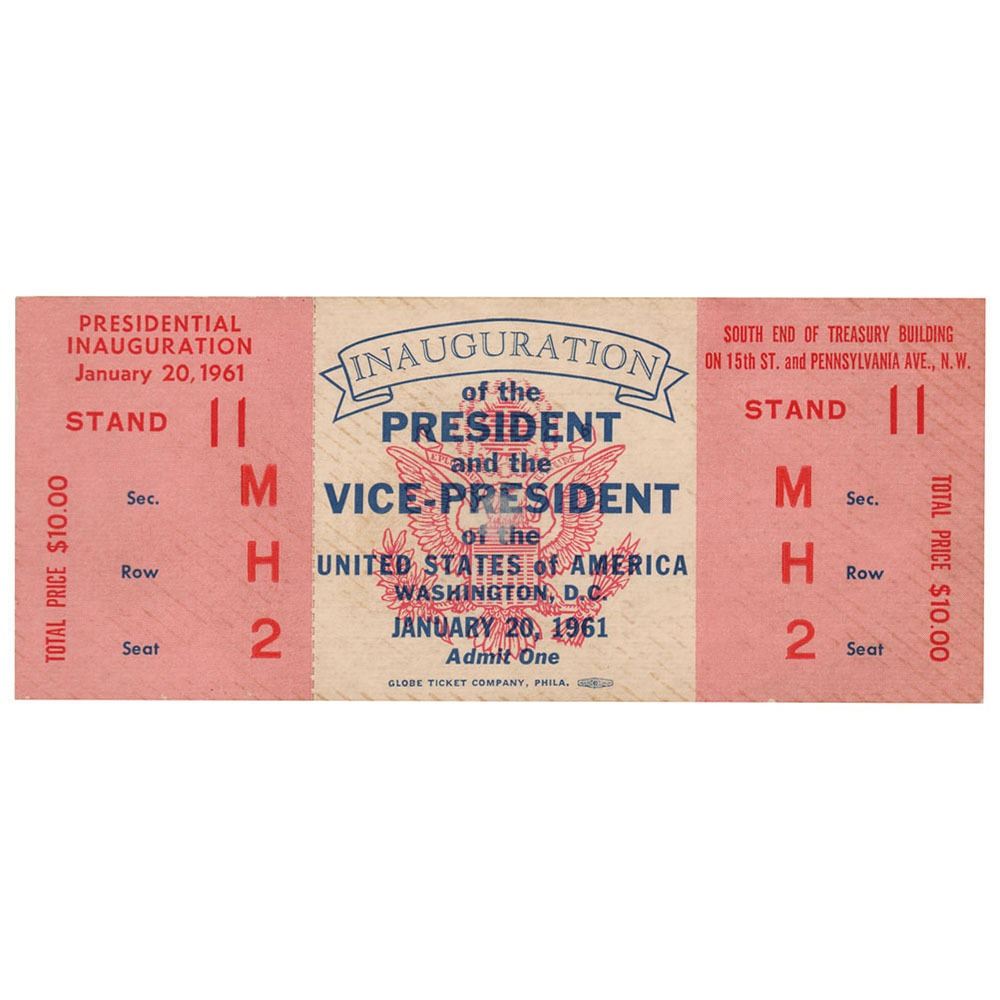 PRESIDENTIAL
INAUGURATION
January 20, 1961
STAND 11
Sec. M
Row H
Seat 2
TOTAL PRICE $10.00
INAUGURATION
of the
PRESIDENT
and the
VICE-PRESIDENT
of the
UNITED STATES of AMERICA
WASHINGTON, D.C.
JANUARY 20, 1961
Admit One
GLOBE TICKET COMPANY, PHILA.
SOUTH END OF TREASURY BUILDING
ON 15th ST. and PENNSYLVANIA AVE., N.W.
STAND 11
M Sec.
H Row
2 Seat
TOTAL PRICE $10.00